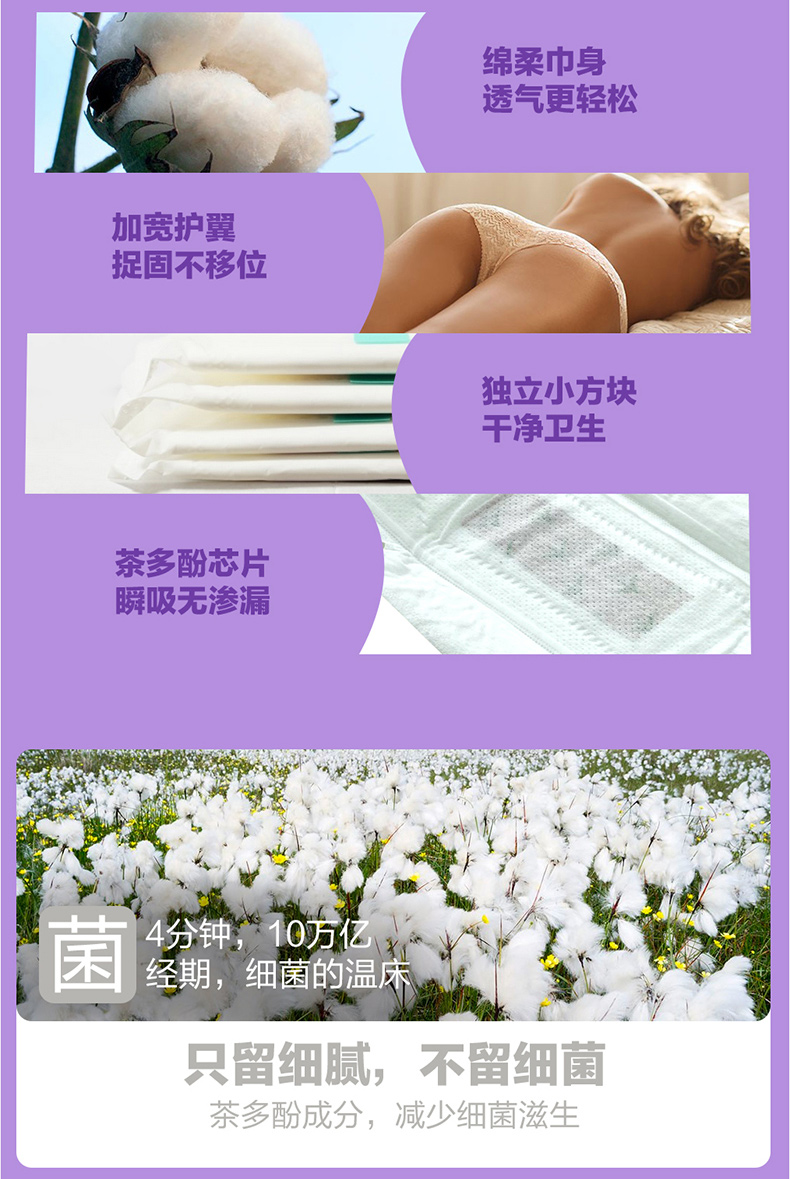 绵柔巾身
透气更轻松
加宽护翼
捉固不移位
独立小方块
干净卫生
茶多酚芯片
瞬吸无渗漏
菌
4分钟，10万亿
经期，细菌的温床
只留细腻，不留细菌
茶多酚成分，减少细菌滋生